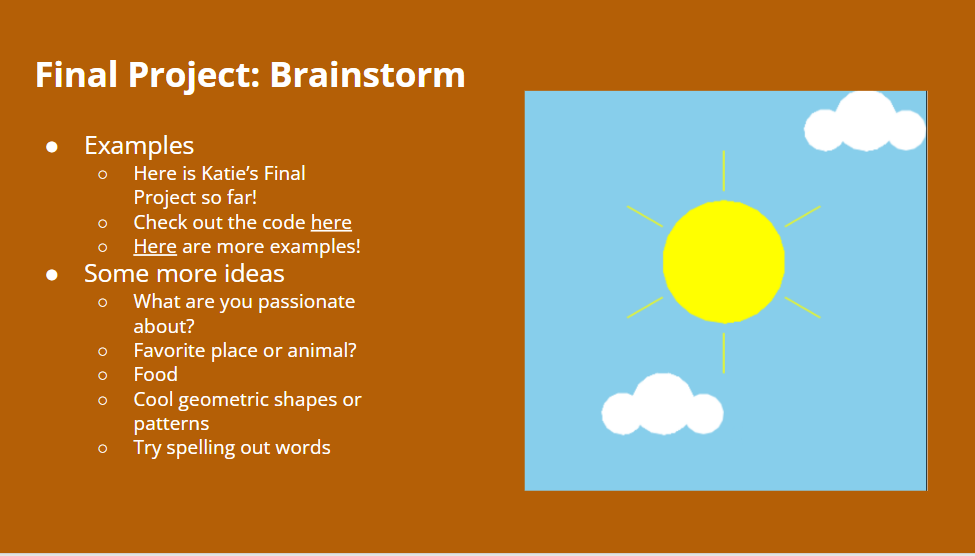 Final Project: Brainstorm
● Examples
○ Here is Katie’s Final
Project so far!
○ Check out the code here
○ Here are more examples!
● Some more ideas
○ What are you passionate
about?
○ Favorite place or animal?
○ Food
○ Cool geometric shapes or
patterns
○ Try spelling out words